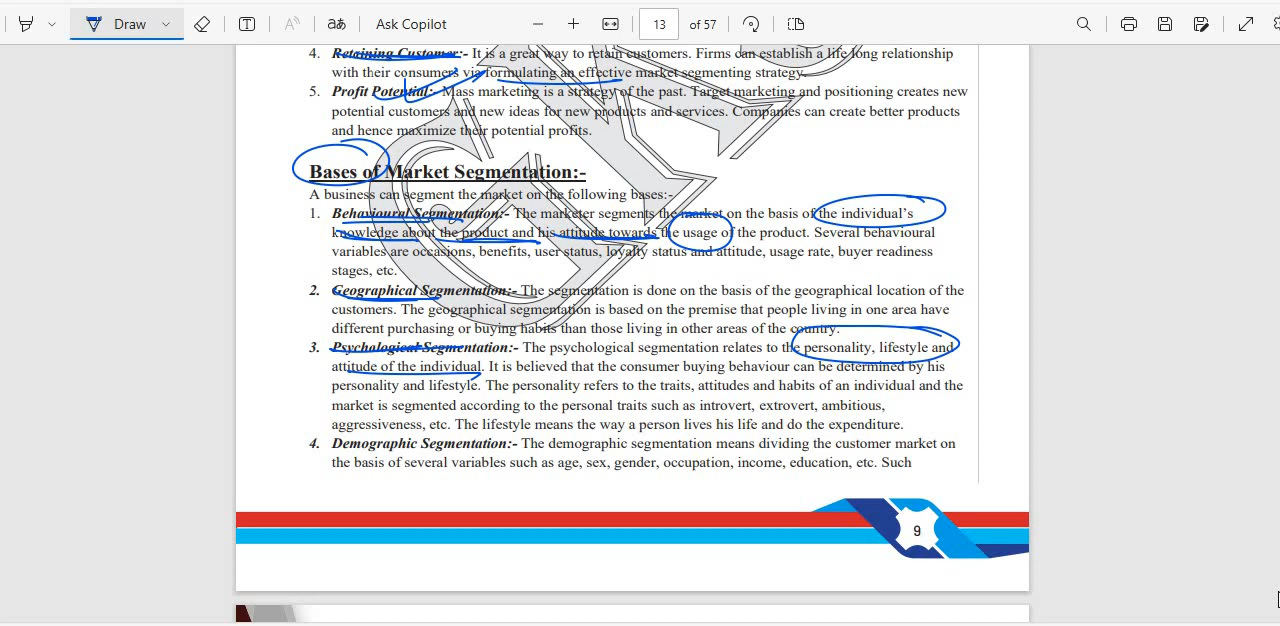 Draw
aあ
Ask Copilot
13 of 57
4. Retaining Customer:- It is a great way to retain customers. Firms can establish a life long relationship
with their consumers via formulating an effective market segmenting strategy.
5. Profit Potential:- Mass marketing is a strategy of the past. Target marketing and positioning creates new
potential customers and new ideas for new products and services. Companies can create better products
and hence maximize their potential profits.
Bases of Market Segmentation:-
A business can segment the market on the following bases:-
1. Behavioural Segmentation:- The marketer segments the market on the basis of the individual's
knowledge about the product and his attitude towards the usage of the product. Several behavioural
variables are occasions, benefits, user status, loyalty status and attitude, usage rate, buyer readiness
stages, etc.
2. Geographical Segmentation:- The segmentation is done on the basis of the geographical location of the
customers. The geographical segmentation is based on the premise that people living in one area have
different purchasing or buying habits than those living in other areas of the country.
3. Psychological Segmentation:- The psychological segmentation relates to the personality, lifestyle and
attitude of the individual. It is believed that the consumer buying behaviour can be determined by his
personality and lifestyle. The personality refers to the traits, attitudes and habits of an individual and the
market is segmented according to the personal traits such as introvert, extrovert, ambitious,
aggressiveness, etc. The lifestyle means the way a person lives his life and do the expenditure.
4. Demographic Segmentation:- The demographic segmentation means dividing the customer market on
the basis of several variables such as age, sex, gender, occupation, income, education, etc. Such
9